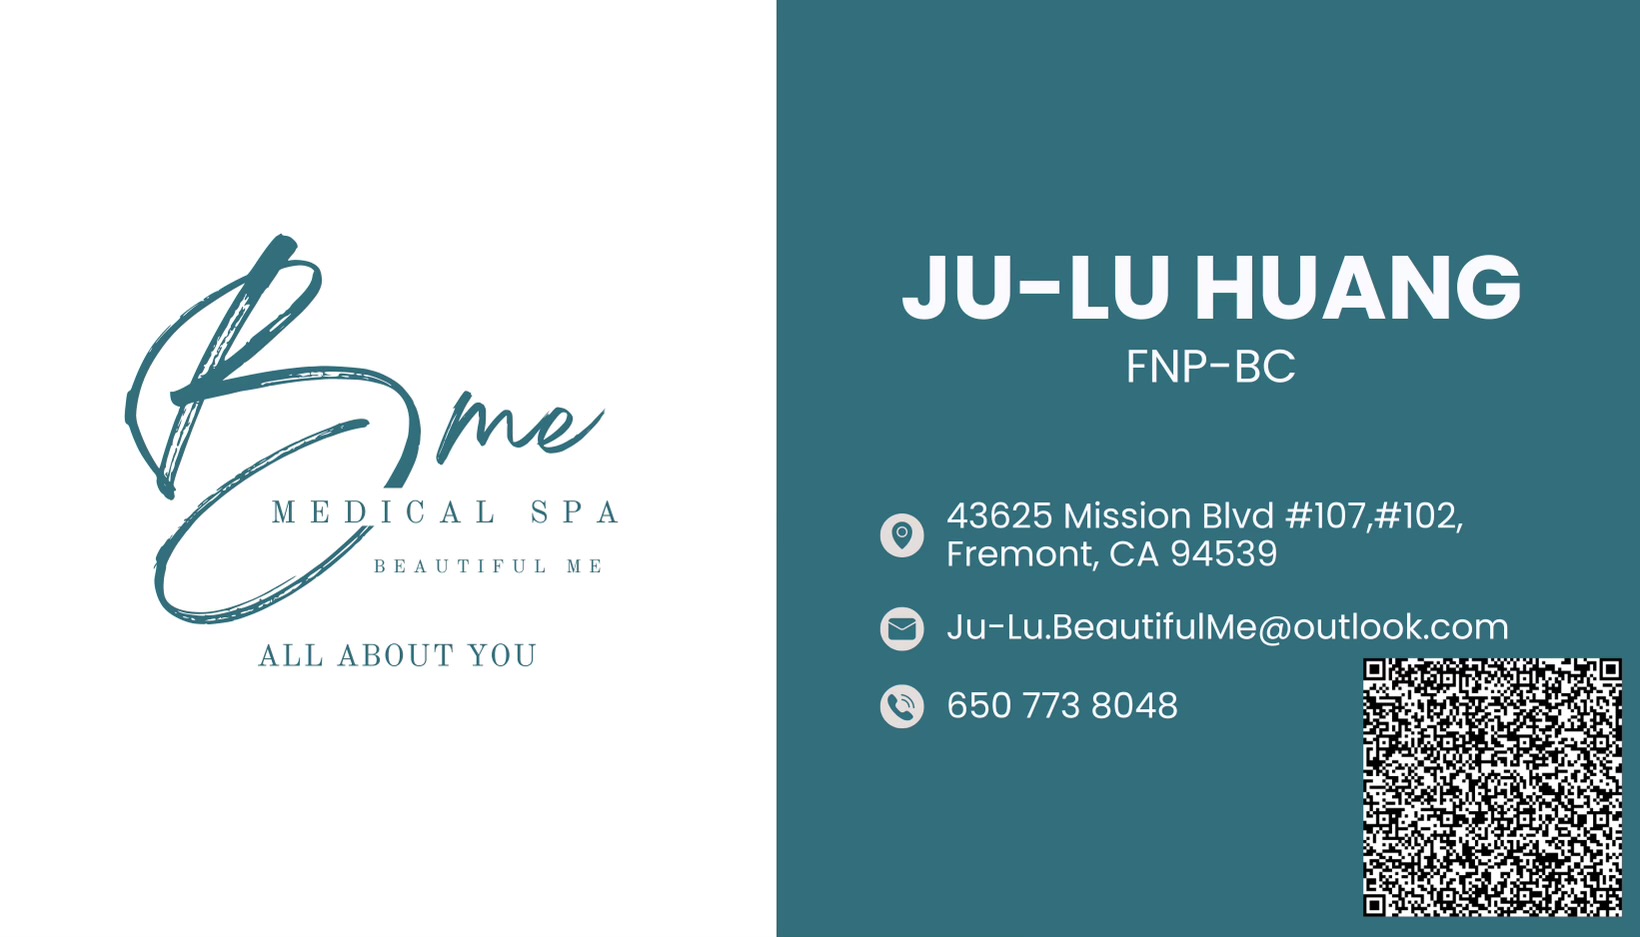 B me
MEDICAL SPA
BEAUTIFUL ME
ALL ABOUT YOU
JU-LU HUANG
FNP-BC
43625 Mission Blvd #107,#102,
Fremont, CA 94539
Ju-Lu.BeautifulMe@outlook.com
650 773 8048